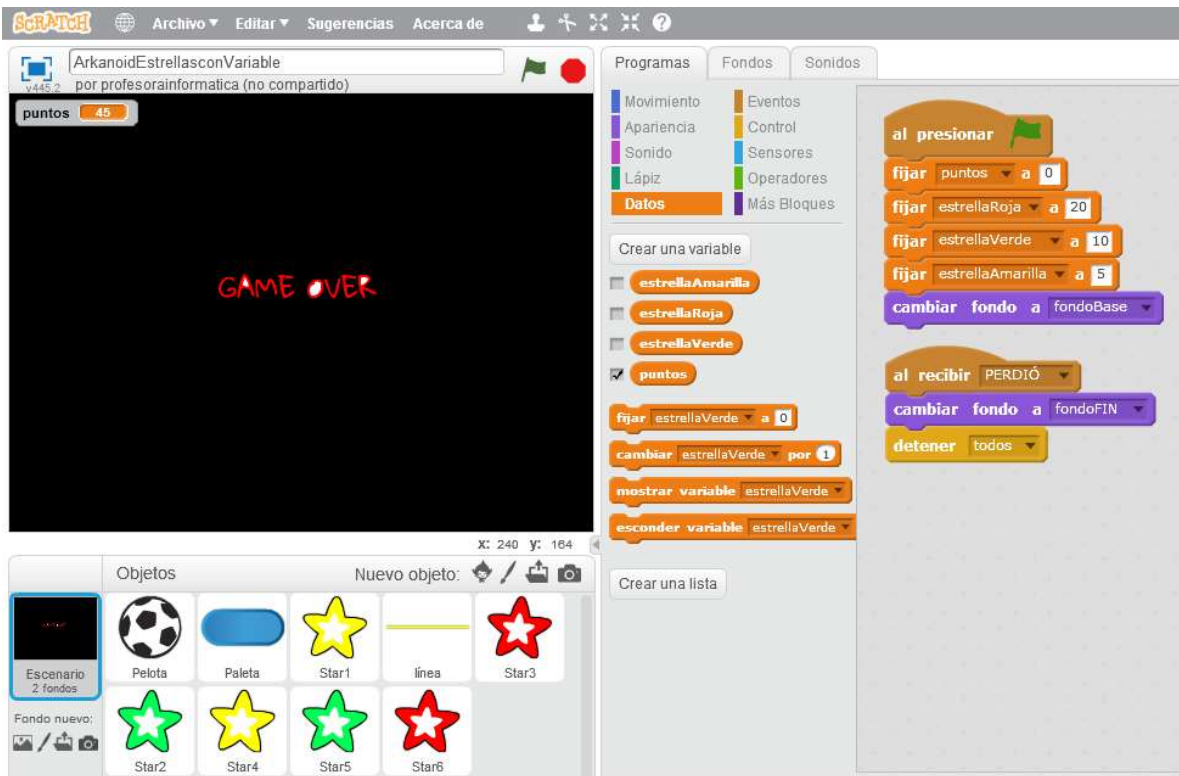 SCRATCH Archivo Editar Sugerencias Acerca de
ArkanoidEstrellasconVariable
v445.2 por profesorainformatica (no compartido)
puntos 45
GAME OVER
X: 240 Y: 164
Objetos Nuevo objeto:
Escenario
2 fondos
Fondo nuevo:
Pelota Paleta Star1 línea Star3
Star2 Star4 Star5 Star6
Programas Fondos Sonidos
Movimiento Eventos
Apariencia Control
Sonido Sensores
Lápiz Operadores
Datos Más Bloques
Crear una variable
estrellaAmarilla
estrellaRoja
estrellaVerde
puntos
fijar estrellaVerde a 0
cambiar estrellaVerde por 1
mostrar variable estrellaVerde
esconder variable estrellaVerde
Crear una lista
al presionar
fijar puntos a 0
fijar estrellaRoja a 20
fijar estrellaVerde a 10
fijar estrellaAmarilla a 5
cambiar fondo a fondoBase
al recibir PERDIÓ
cambiar fondo a fondoFIN
detener todos